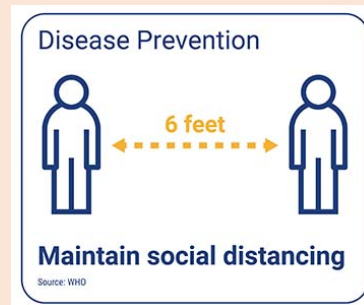 Disease Prevention
6 feet
Maintain social distancing
Source: WHO